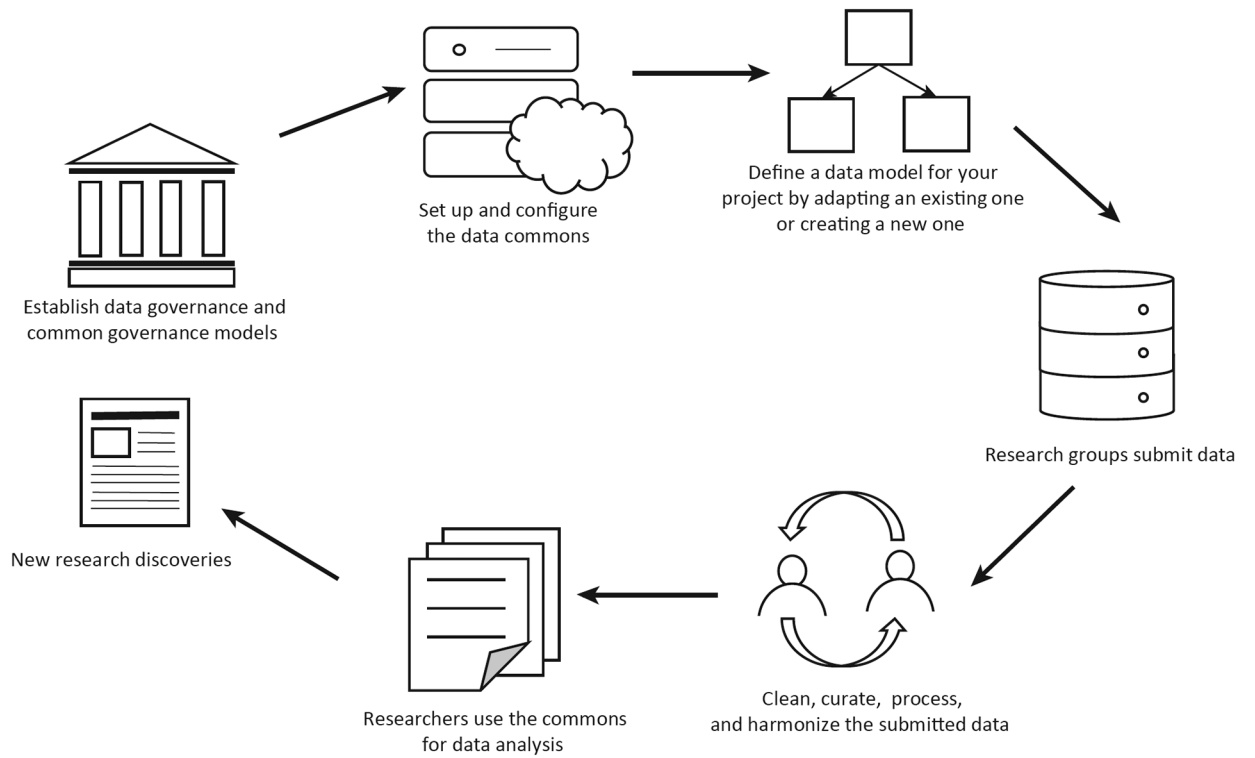 Establish data governance and
common governance models
Set up and configure
the data commons
Define a data model for your
project by adapting an existing one
or creating a new one
Research groups submit data
Clean, curate, process,
and harmonize the submitted data
Researchers use the commons
for data analysis
New research discoveries